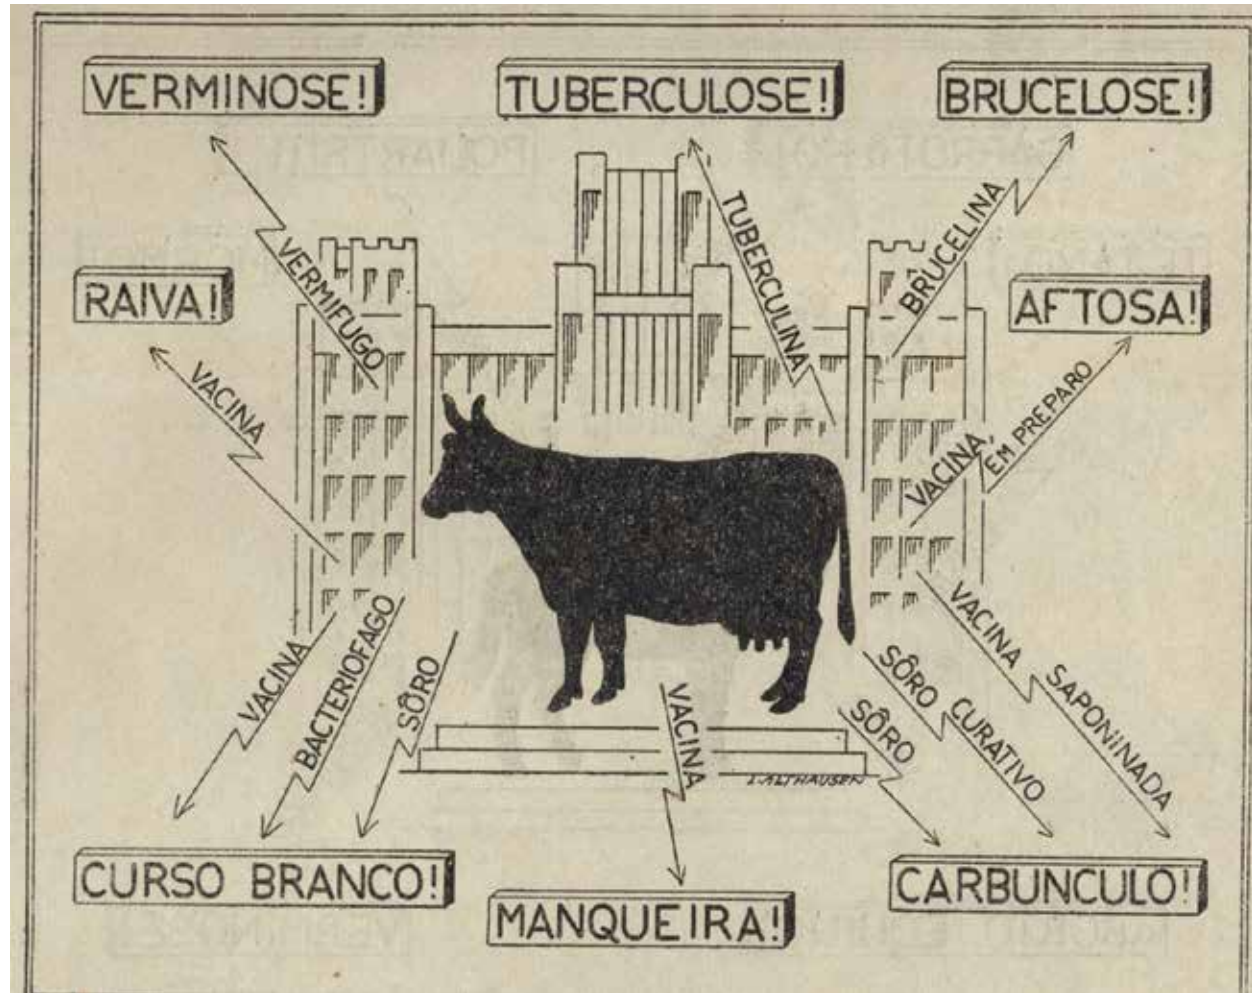 VERMINOSE!
TUBERCULOSE!
BRUCELOSE!
VERMIFUGO
TUBERCULINA
BRUCELINA
RAIVA!
AFTOSA!
VACINA
VACINA,
EM PREPARO
VACINA
BACTERIOFAGO
SÔRO
VACINA
SÔRO
SÔRO CURATIVO
VACINA SAPONINADA
L. ALTHAUSEN
CURSO BRANCO!
MANQUEIRA!
CARBUNCULO!